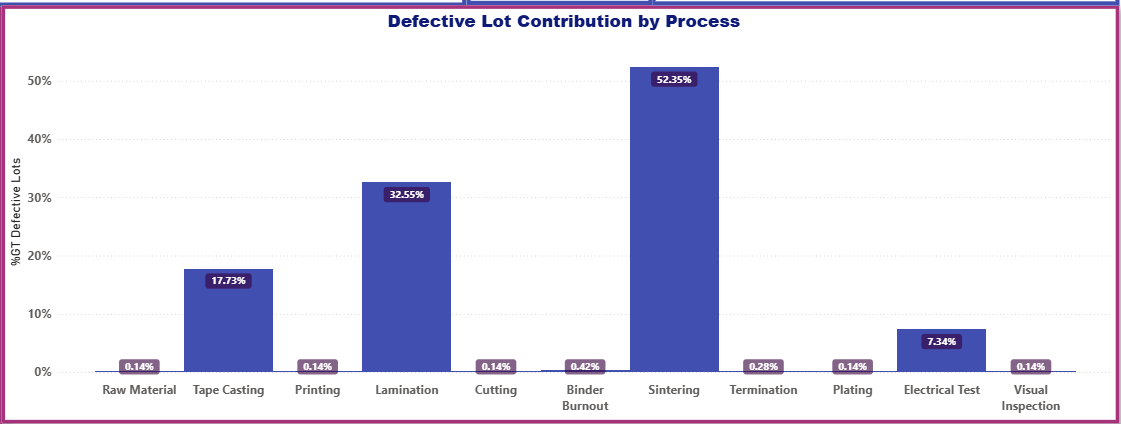 Defective Lot Contribution by Process
%GT Defective Lots
50%
40%
30%
20%
10%
0%
0.14%
17.73%
0.14%
32.55%
0.14%
0.42%
52.35%
0.28%
0.14%
7.34%
0.14%
Raw Material
Tape Casting
Printing
Lamination
Cutting
Binder
Burnout
Sintering
Termination
Plating
Electrical Test
Visual
Inspection